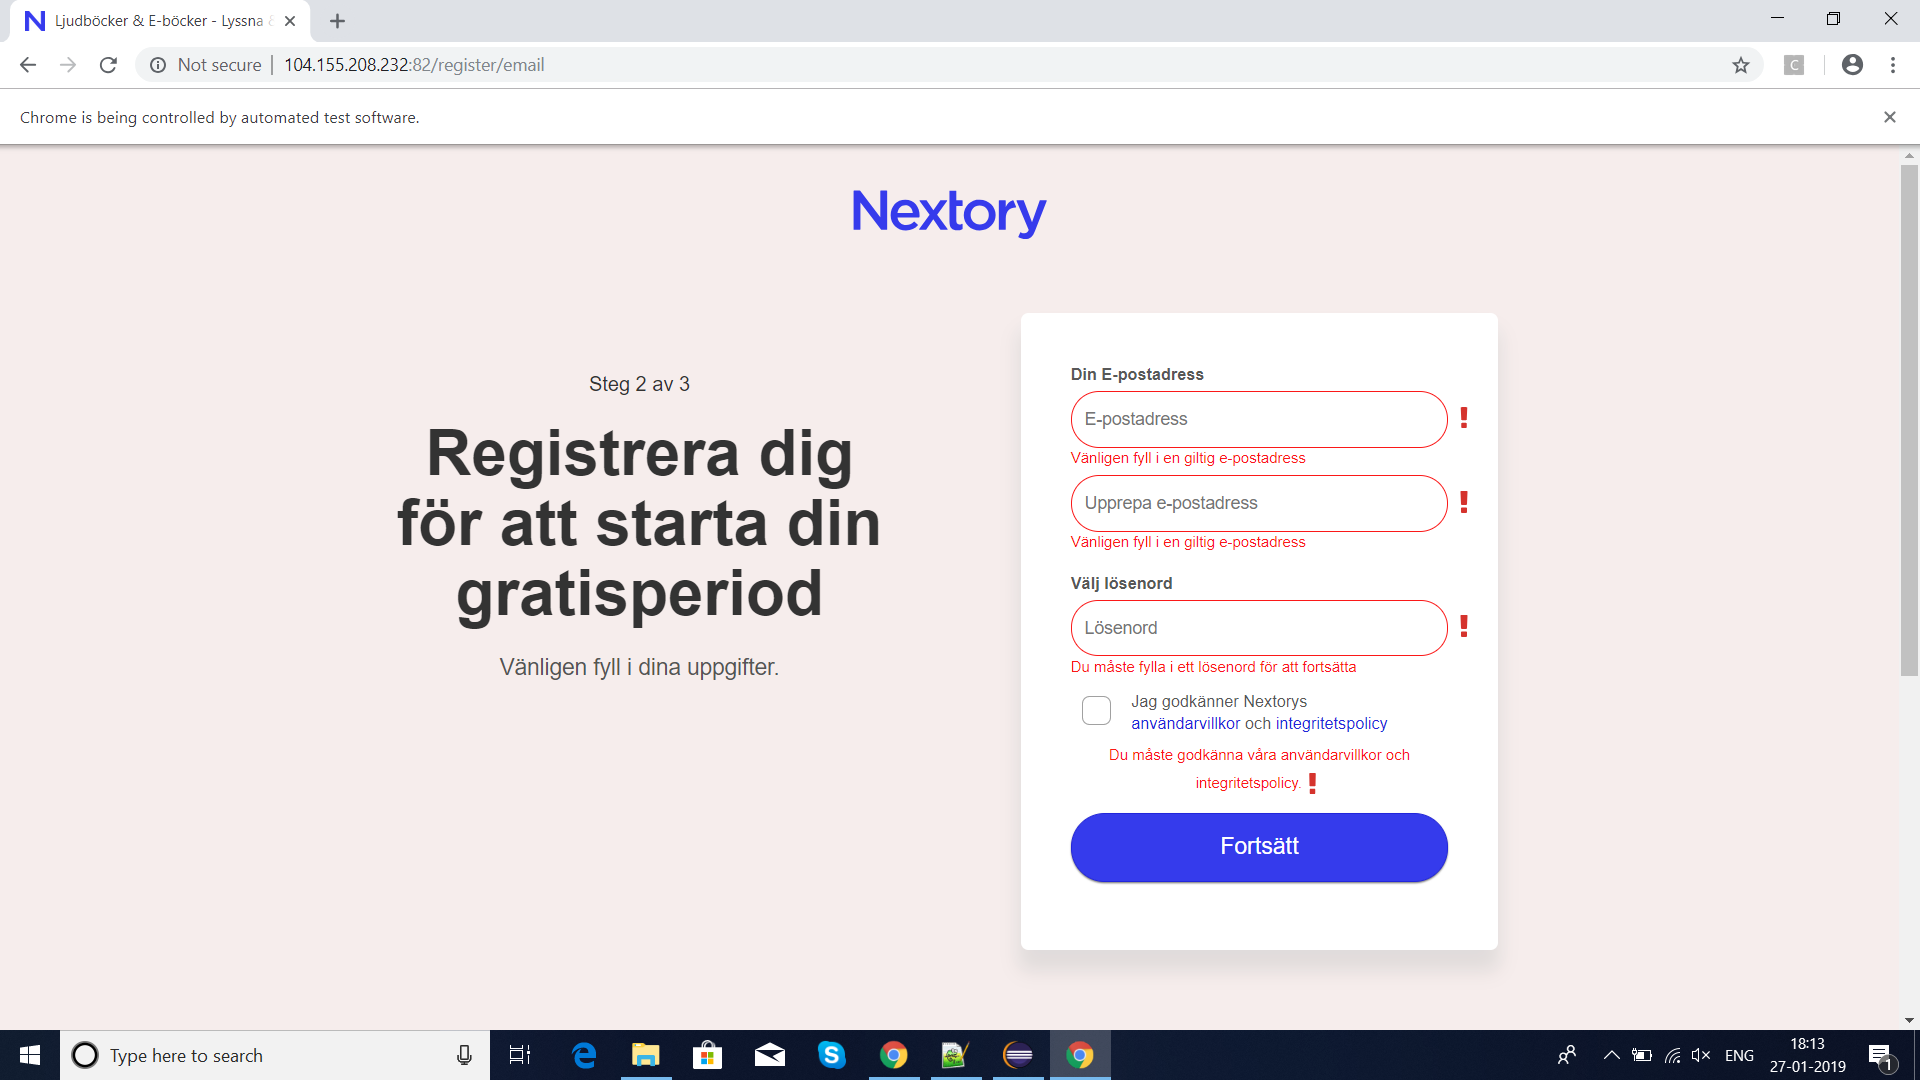 Ljudböcker & E-böcker - Lyssna
Not secure
104.155.208.232:82/register/email
C
Chrome is being controlled by automated test software.
Nextory
Steg 2 av 3
Registrera dig
för att starta din
gratisperiod
Vänligen fyll i dina uppgifter.
Din E-postadress
E-postadress
Vänligen fyll i en giltig e-postadress
Upprepa e-postadress
Vänligen fyll i en giltig e-postadress
Välj lösenord
Lösenord
Du måste fylla i ett lösenord för att fortsätta
Jag godkänner Nextorys
användarvillkor och integritetspolicy
Du måste godkänna våra användarvillkor och
integritetspolicy.
Fortsätt
Type here to search
ENG
18:13
27-01-2019
1